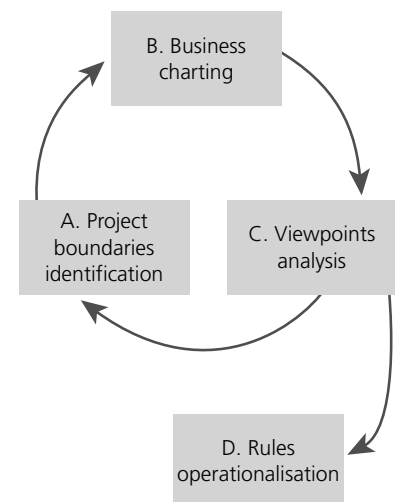 B. Business
charting
A. Project
boundaries
identification
C. Viewpoints
analysis
D. Rules
operationalisation